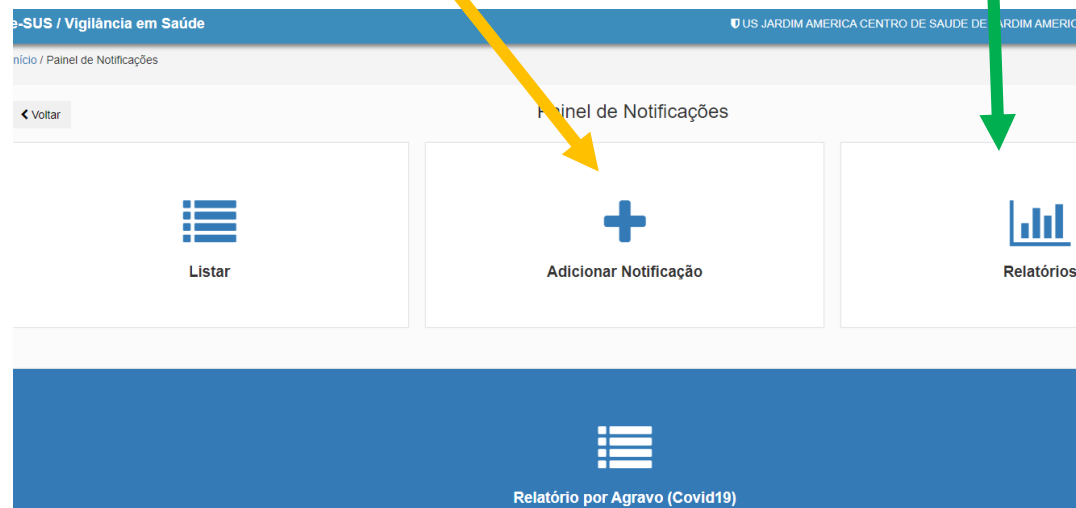 e-SUS / Vigilância em Saúde
US JARDIM AMERICA CENTRO DE SAUDE DE JARDIM AMERIC
nício / Painel de Notificações
Voltar
Painel de Notificações
Listar
Adicionar Notificação
Relatórios
Relatório por Agravo (Covid19)